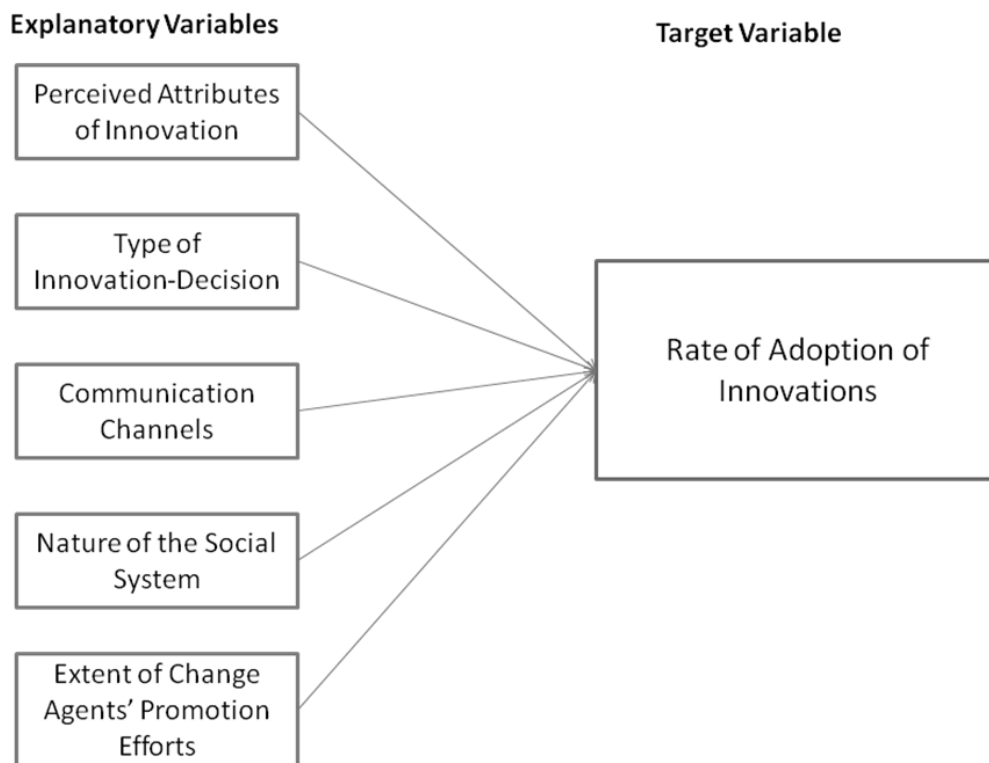 Explanatory Variables
Target Variable
Perceived Attributes
of Innovation
Type of
Innovation-Decision
Communication
Channels
Nature of the Social
System
Extent of Change
Agents’ Promotion
Efforts
Rate of Adoption of
Innovations